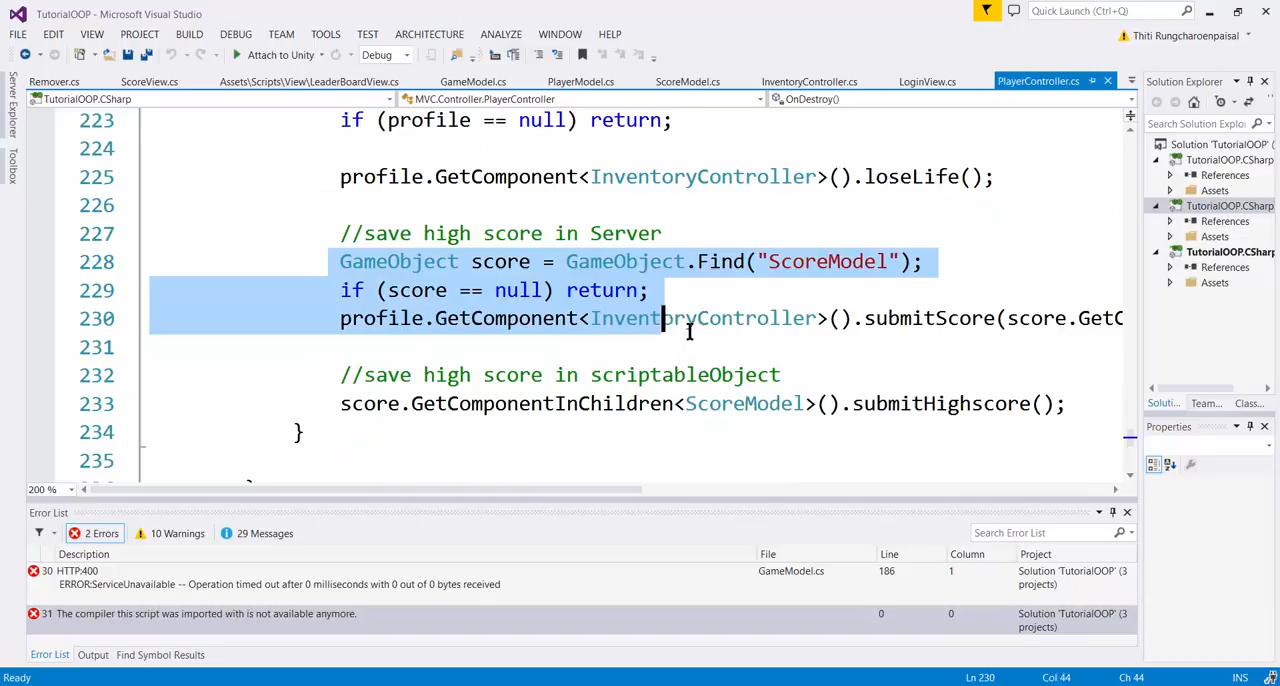 TutorialOOP - Microsoft Visual Studio
Quick Launch (Ctrl+Q)
FILE EDIT VIEW PROJECT BUILD DEBUG TEAM TOOLS TEST ARCHITECTURE ANALYZE WINDOW HELP
Thiti Rungcharoenpaisal
Attach to Unity Debug
Server Explorer
Toolbox
Remover.cs ScoreView.cs Assets\Scripts\View\LeaderBoardView.cs GameModel.cs PlayerModel.cs ScoreModel.cs InventoryController.cs LoginView.cs PlayerController.cs
TutorialOOP.CSharp MVC.Controller.PlayerController OnDestroy()
223 if (profile == null) return;
224
225 profile.GetComponent<InventoryController>().loseLife();
226
227 //save high score in Server
228 GameObject score = GameObject.Find("ScoreModel");
229 if (score == null) return;
230 profile.GetComponent<InventoryController>().submitScore(score.GetC
231
232 //save high score in scriptableObject
233 score.GetComponentInChildren<ScoreModel>().submitHighscore();
234 }
235
200 %
Solution Explorer
Search Solution Explo
Solution 'TutorialOOP' (
TutorialOOP.CSharp
References
Assets
TutorialOOP.CSharp
References
Assets
TutorialOOP.CShar
References
Assets
Soluti... Team... Class...
Properties
Error List
2 Errors 10 Warnings 29 Messages
Search Error List
Description File Line Column Project
30 HTTP:400 GameModel.cs 186 1 Solution 'TutorialOOP' (3
ERROR:ServiceUnavailable -- Operation timed out after 0 milliseconds with 0 out of 0 bytes received projects)
31 The compiler this script was imported with is not available anymore. 0 0 Solution 'TutorialOOP' (3
projects)
Error List Output Find Symbol Results
Ready Ln 230 Col 44 Ch 44 INS